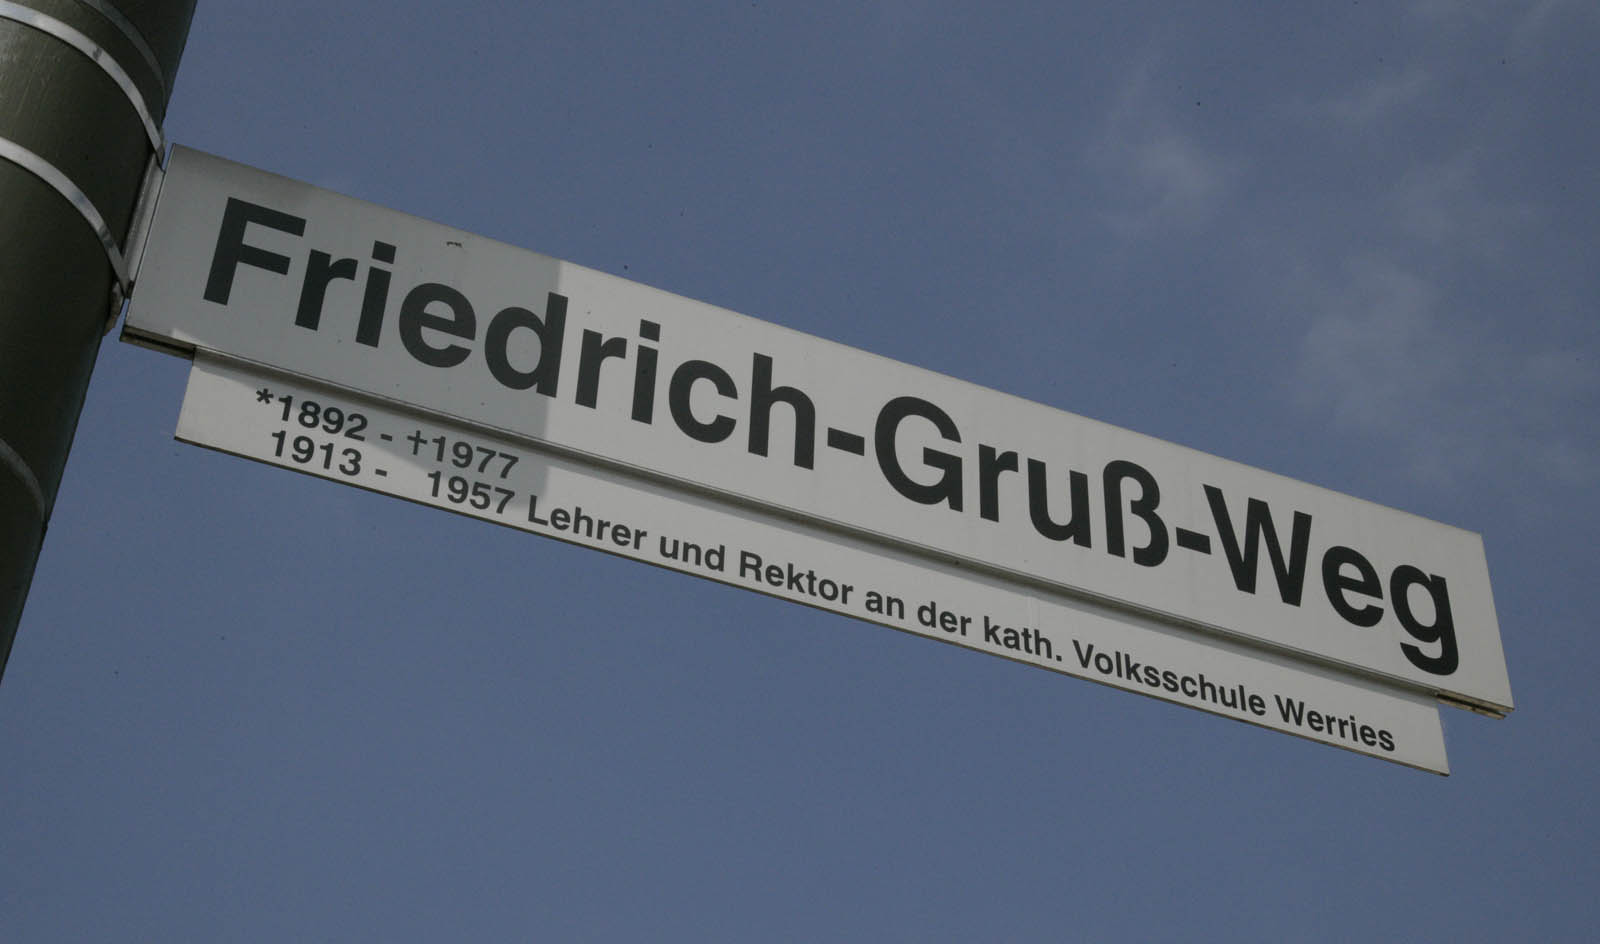 Friedrich-Gruß-Weg
*1892 - †1977
1913 - 1957 Lehrer und Rektor an der kath. Volksschule Werries